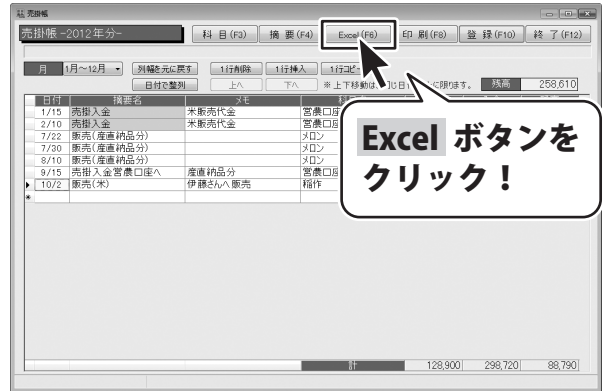 売掛帳
売掛帳 -2012年分-
科 目(F3) 摘 要(F4) Excel(F6) 印 刷(F8) 登 録(F10) 終 了(F12)
月 1月～12月 列幅を元に戻す 1行削除 1行挿入 1行コピー
日付で整列 上へ 下へ ※上下移動は、同じ日 に限ります。 残高 258,610
日付 摘要名 メモ
1/15 売掛入金 米販売代金 営農口座
2/10 売掛入金 米販売代金 営農口座
7/22 販売(産直納品分) メロン
7/30 販売(産直納品分) メロン
8/10 販売(産直納品分) メロン
9/15 売掛入金営農口座へ 産直納品分 営農口座
10/2 販売(米) 伊藤さんへ販売 稲作
計 128,900 298,720 88,790
Excel ボタンを
クリック！